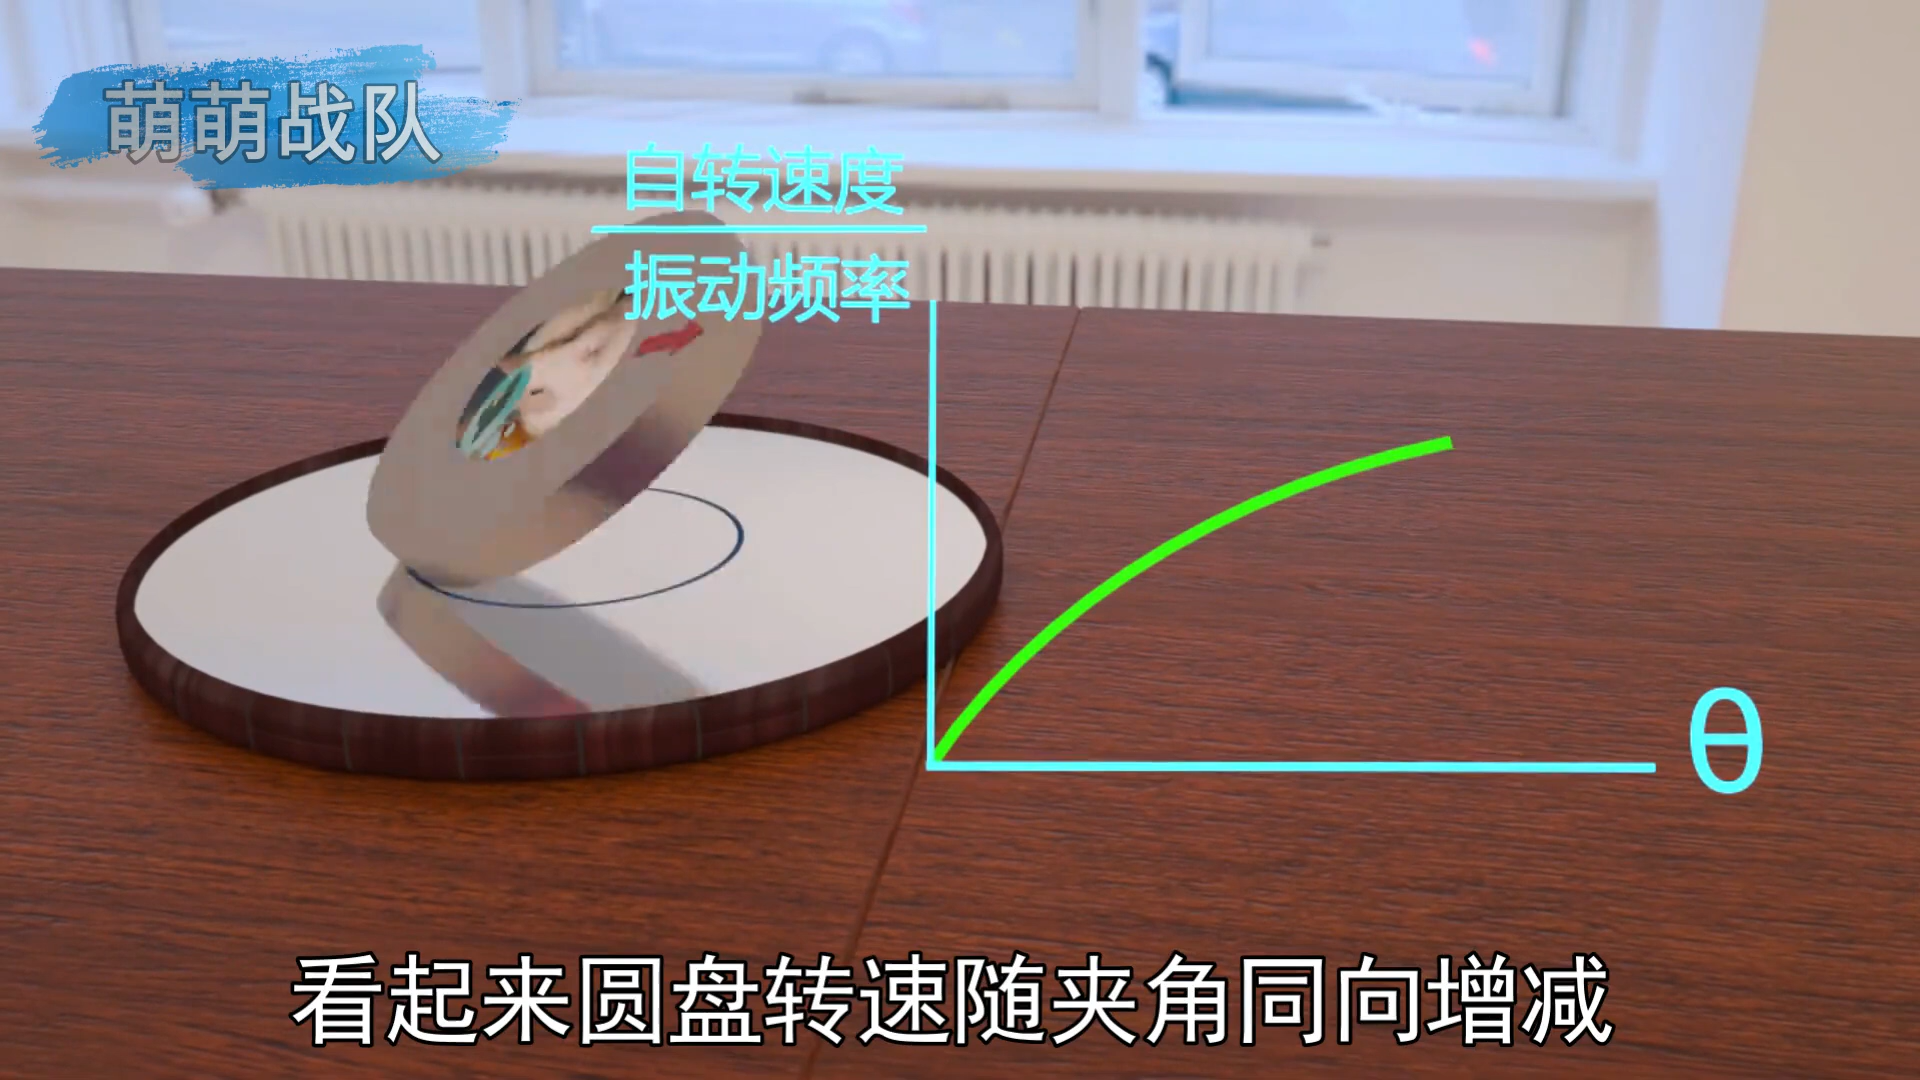 萌萌战队
自转速度
振动频率
θ
看起来圆盘转速随夹角同向增减